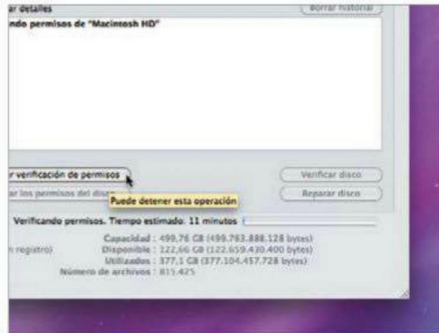 ar detalles
Borrar historial
ndo permisos de "Macintosh HD"
r verificación de permisos
Verificar disco
ar los permisos del disco
Puede detener esta operación
Reparar disco
Verificando permisos. Tiempo estimado: 11 minutos
Capacidad : 499,76 GB (499.763.888.128 bytes)
n registro) Disponible : 122,66 GB (122.659.430.400 bytes)
Utilizados : 377,1 GB (377.104.457.728 bytes)
Número de archivos : 815.425